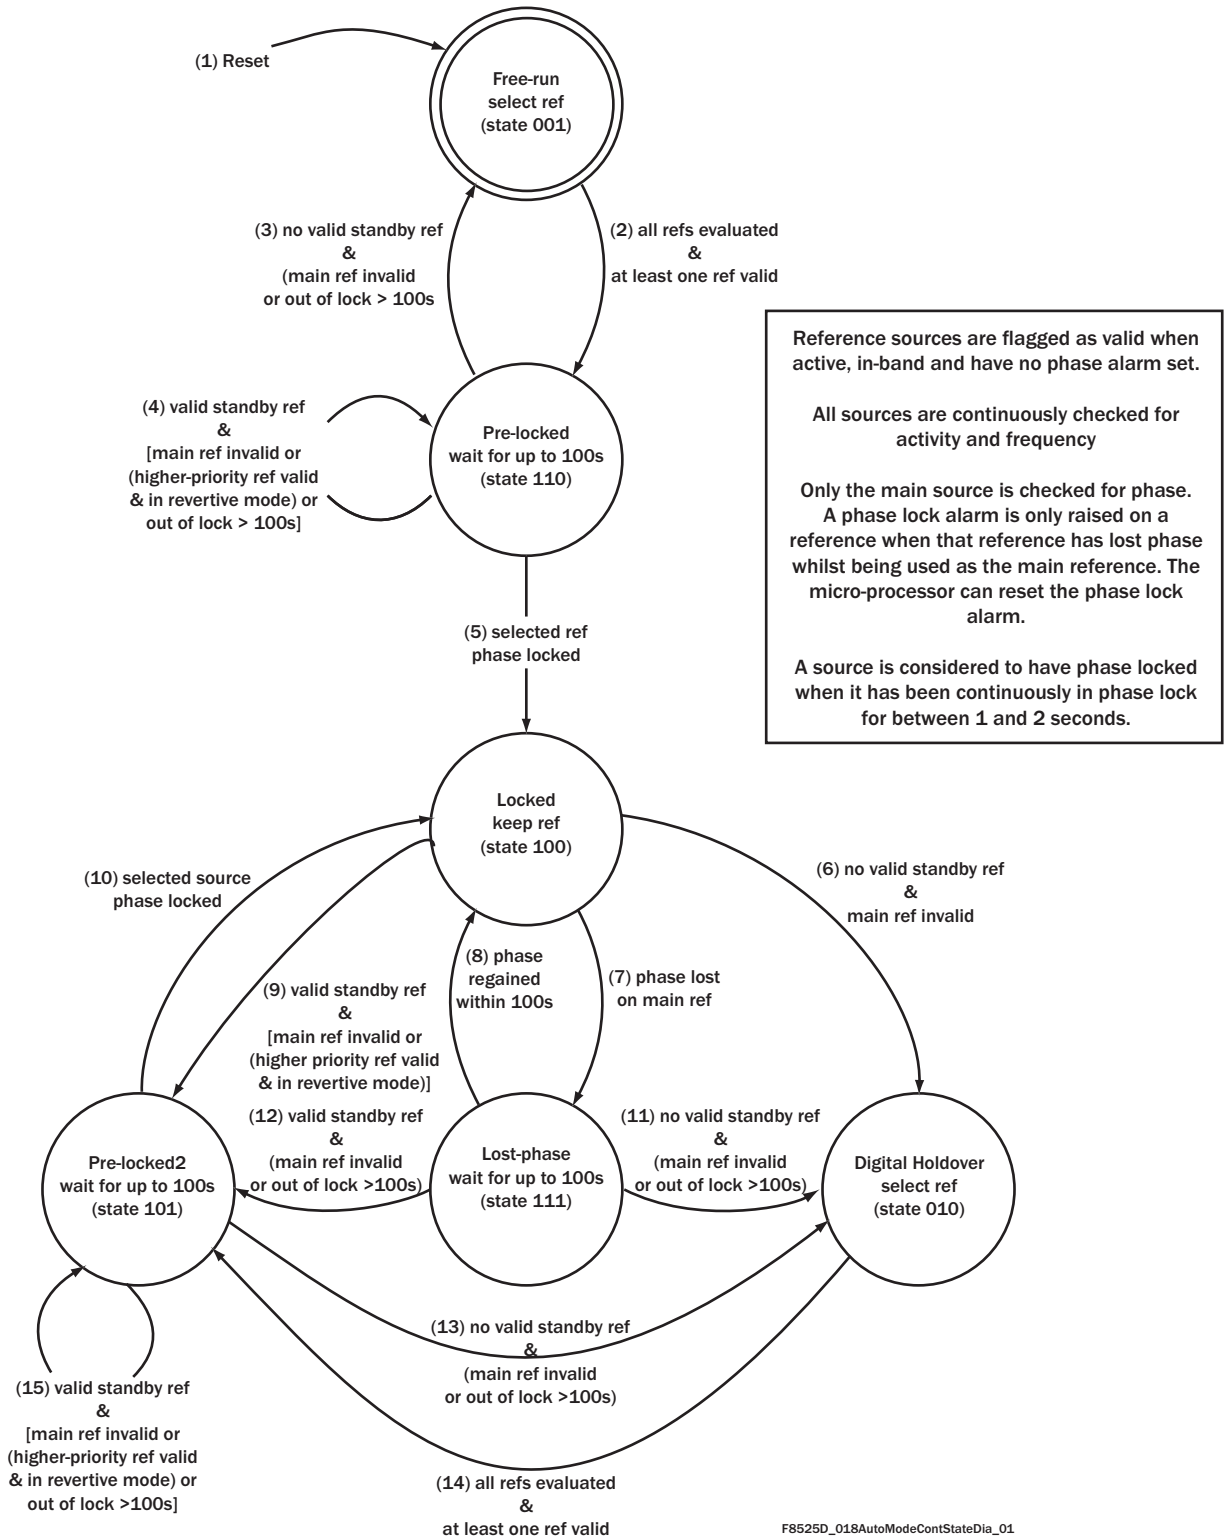 (1) Reset
Free-run
select ref
(state 001)
(3) no valid standby ref
&
(main ref invalid
or out of lock > 100s
(2) all refs evaluated
&
at least one ref valid
Reference sources are flagged as valid when
active, in-band and have no phase alarm set.
All sources are continuously checked for
activity and frequency
Only the main source is checked for phase.
A phase lock alarm is only raised on a
reference when that reference has lost phase
whilst being used as the main reference. The
micro-processor can reset the phase lock
alarm.
A source is considered to have phase locked
when it has been continuously in phase lock
for between 1 and 2 seconds.
(4) valid standby ref
&
[main ref invalid or
(higher-priority ref valid
& in revertive mode) or
out of lock > 100s]
Pre-locked
wait for up to 100s
(state 110)
(5) selected ref
phase locked
Locked
keep ref
(state 100)
(10) selected source
phase locked
(6) no valid standby ref
&
main ref invalid
(8) phase
regained
within 100s
(7) phase lost
on main ref
(9) valid standby ref
&
[main ref invalid or
(higher priority ref valid
& in revertive mode)]
(12) valid standby ref
&
(main ref invalid
or out of lock >100s)
(11) no valid standby ref
&
(main ref invalid
or out of lock >100s)
Pre-locked2
wait for up to 100s
(state 101)
Lost-phase
wait for up to 100s
(state 111)
Digital Holdover
select ref
(state 010)
(13) no valid standby ref
&
(main ref invalid
or out of lock >100s)
(15) valid standby ref
&
[main ref invalid or
(higher-priority ref valid
& in revertive mode) or
out of lock >100s]
(14) all refs evaluated
&
at least one ref valid
F8525D_018AutoModeContStateDia_01